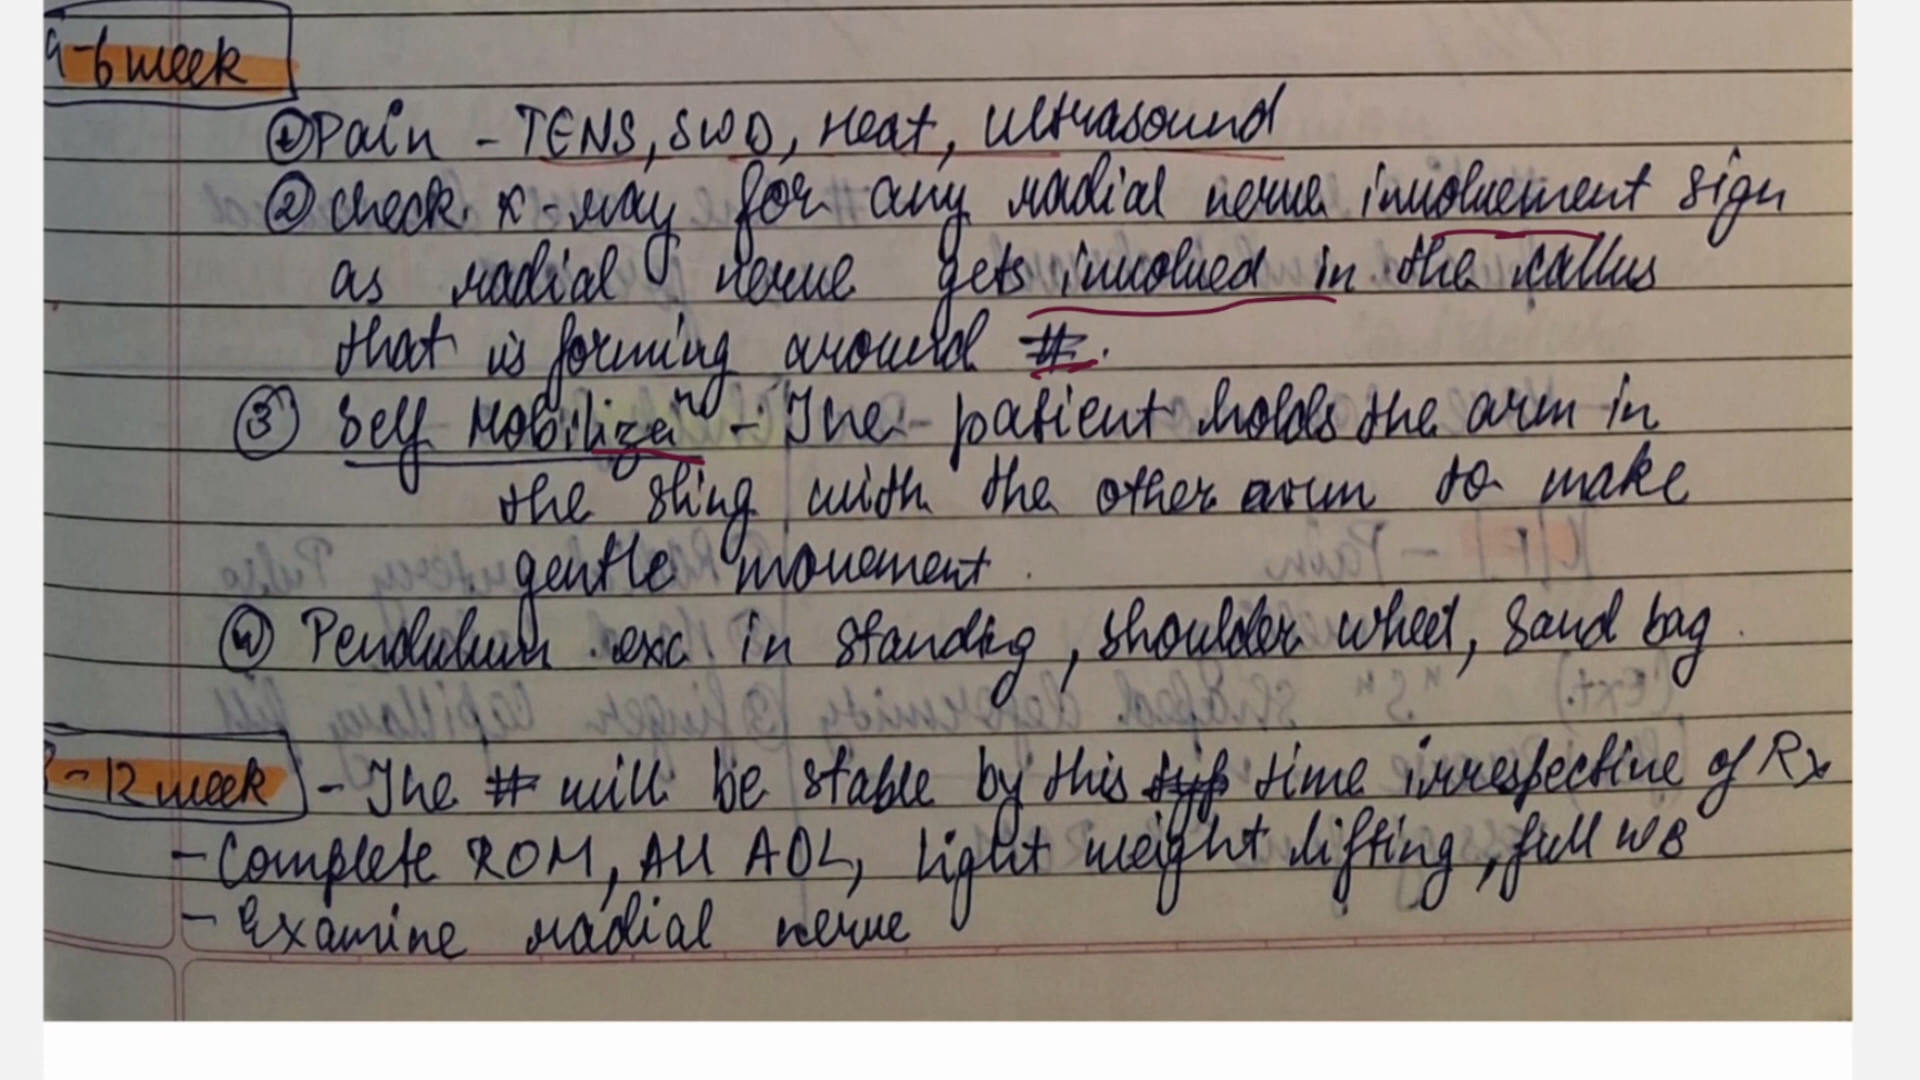 4-6 week
① Pain - TENS, SWD, Heat, Ultrasound
② check x-ray for any radial nerve involvement sign
as radial nerve gets involved in the callus
that is forming around #.
③ Self Mobilizaⁿ - The patient holds the arm in
the sling with the other arm to make
gentle movement.
④ Pendulum exc in standig, shoulder wheel, sand bag.
-12 week - The # will be stable by this time irrespective of Rx
- Complete ROM, All ADL, light weight lifting, full WB
- Examine radial nerve